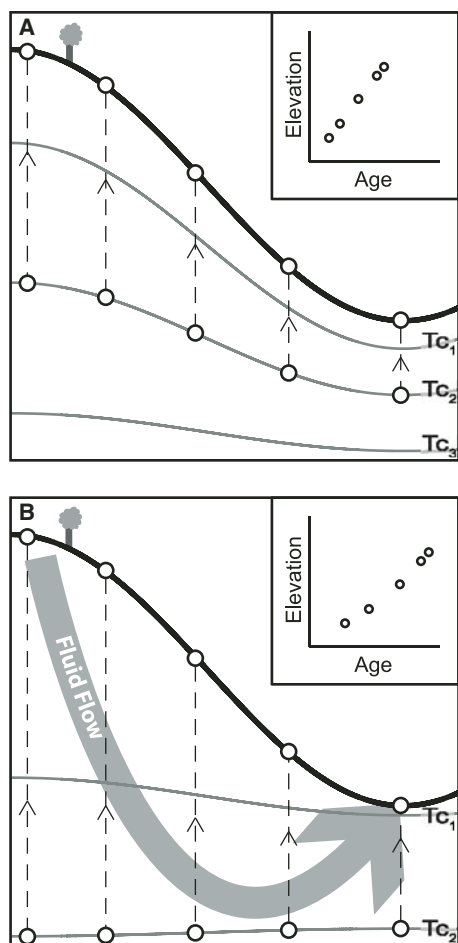 A
Elevation
Age
Tc₁
Tc₂
Tc₃
B
Elevation
Age
Fluid Flow
Tc₁
Tc₂